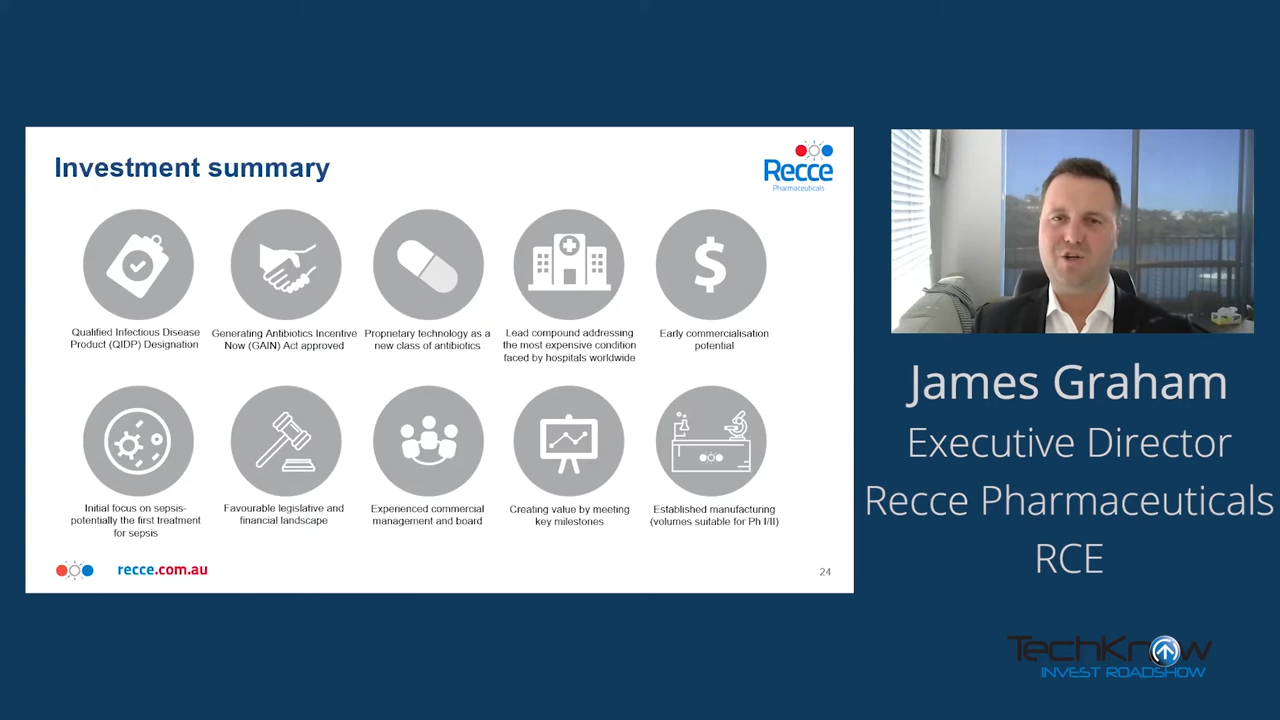 Investment summary
Recce
Pharmaceuticals
Qualified Infectious Disease
Product (QIDP) Designation
Generating Antibiotics Incentive
Now (GAIN) Act approved
Proprietary technology as a
new class of antibiotics
Lead compound addressing
the most expensive condition
faced by hospitals worldwide
Early commercialisation
potential
Initial focus on sepsis-
potentially the first treatment
for sepsis
Favourable legislative and
financial landscape
Experienced commercial
management and board
Creating value by meeting
key milestones
Established manufacturing
(volumes suitable for Ph I/II)
recce.com.au
24
James Graham
Executive Director
Recce Pharmaceuticals
RCE
TechKnow
INVEST ROADSHOW